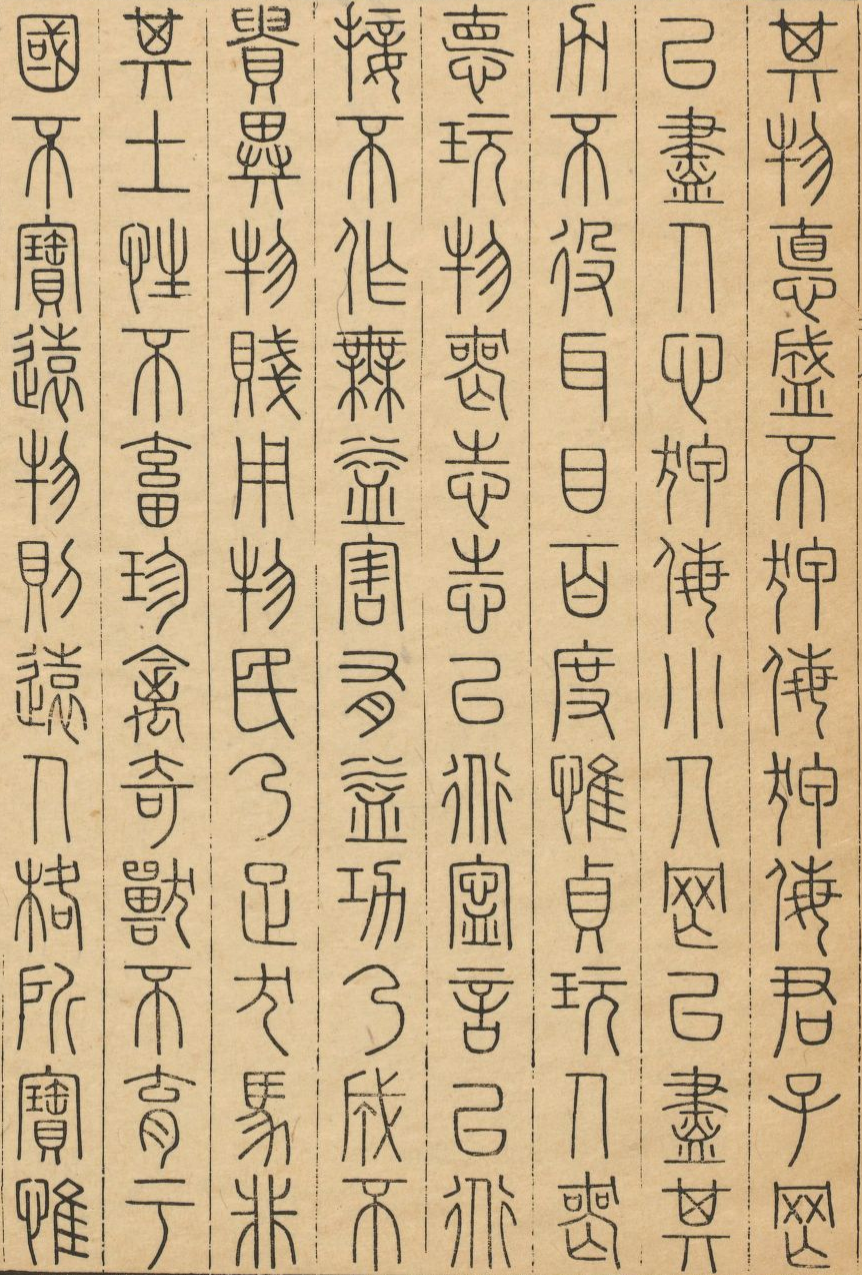 其物德盛不狎侮狎侮君子罔
以盡人心狎侮小人罔以盡其
力不役耳目百度惟貞玩人喪
德玩物喪志志以道寧言以道
接不作無益害有益功乃成不
貴異物賤用物民乃足犬馬非
其土性不畜珍禽奇獸不育于
國不寶遠物則遠人格所寶惟